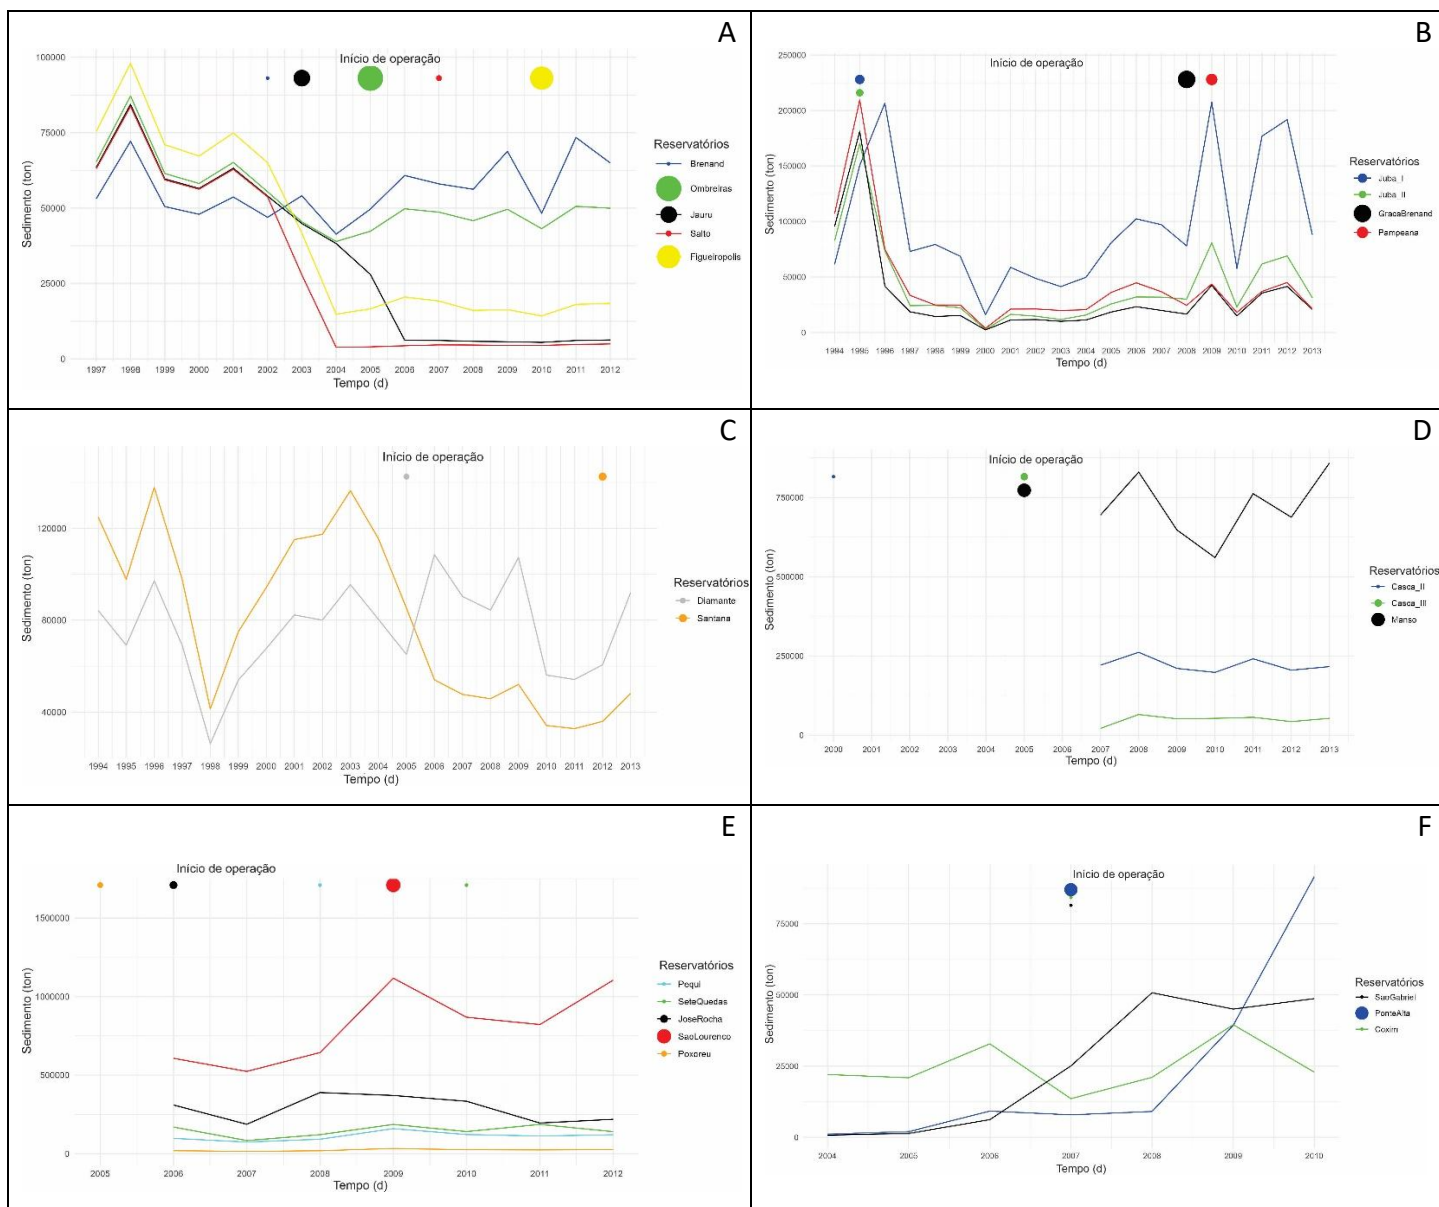 A
Início de operação
100000
75000
50000
25000
0
Sedimento (ton)
1997 1998 1999 2000 2001 2002 2003 2004 2005 2006 2007 2008 2009 2010 2011 2012
Tempo (d)
Reservatórios
Brenand
Ombreiras
Jauru
Salto
Figueiropolis
B
Início de operação
250000
200000
150000
100000
50000
0
Sedimento (ton)
1994 1995 1996 1997 1998 1999 2000 2001 2002 2003 2004 2005 2006 2007 2008 2009 2010 2011 2012 2013
Tempo (d)
Reservatórios
Juba_I
Juba_II
GracaBrenand
Pampeana
C
Início de operação
120000
80000
40000
Sedimento (ton)
1994 1995 1996 1997 1998 1999 2000 2001 2002 2003 2004 2005 2006 2007 2008 2009 2010 2011 2012 2013
Tempo (d)
Reservatórios
Diamante
Santana
D
Início de operação
750000
500000
250000
0
Sedimento (ton)
2000 2001 2002 2003 2004 2005 2006 2007 2008 2009 2010 2011 2012 2013
Tempo (d)
Reservatórios
Casca_II
Casca_III
Manso
E
Início de operação
1500000
1000000
500000
0
Sedimento (ton)
2005 2006 2007 2008 2009 2010 2011 2012
Tempo (d)
Reservatórios
Pequi
SeteQuedas
JoseRocha
SaoLourenco
Poxoreu
F
Início de operação
75000
50000
25000
0
Sedimento (ton)
2004 2005 2006 2007 2008 2009 2010
Tempo (d)
Reservatórios
SaoGabriel
PonteAlta
Coxim